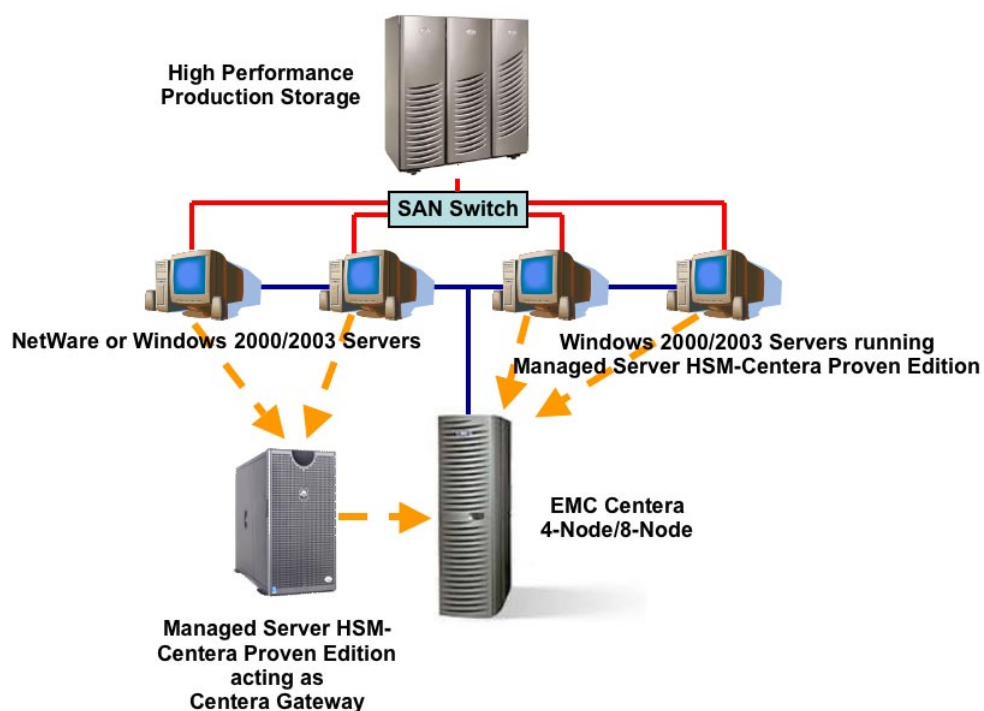 High Performance
Production Storage
SAN Switch
NetWare or Windows 2000/2003 Servers
Windows 2000/2003 Servers running
Managed Server HSM-Centera Proven Edition
EMC Centera
4-Node/8-Node
Managed Server HSM-
Centera Proven Edition
acting as
Centera Gateway